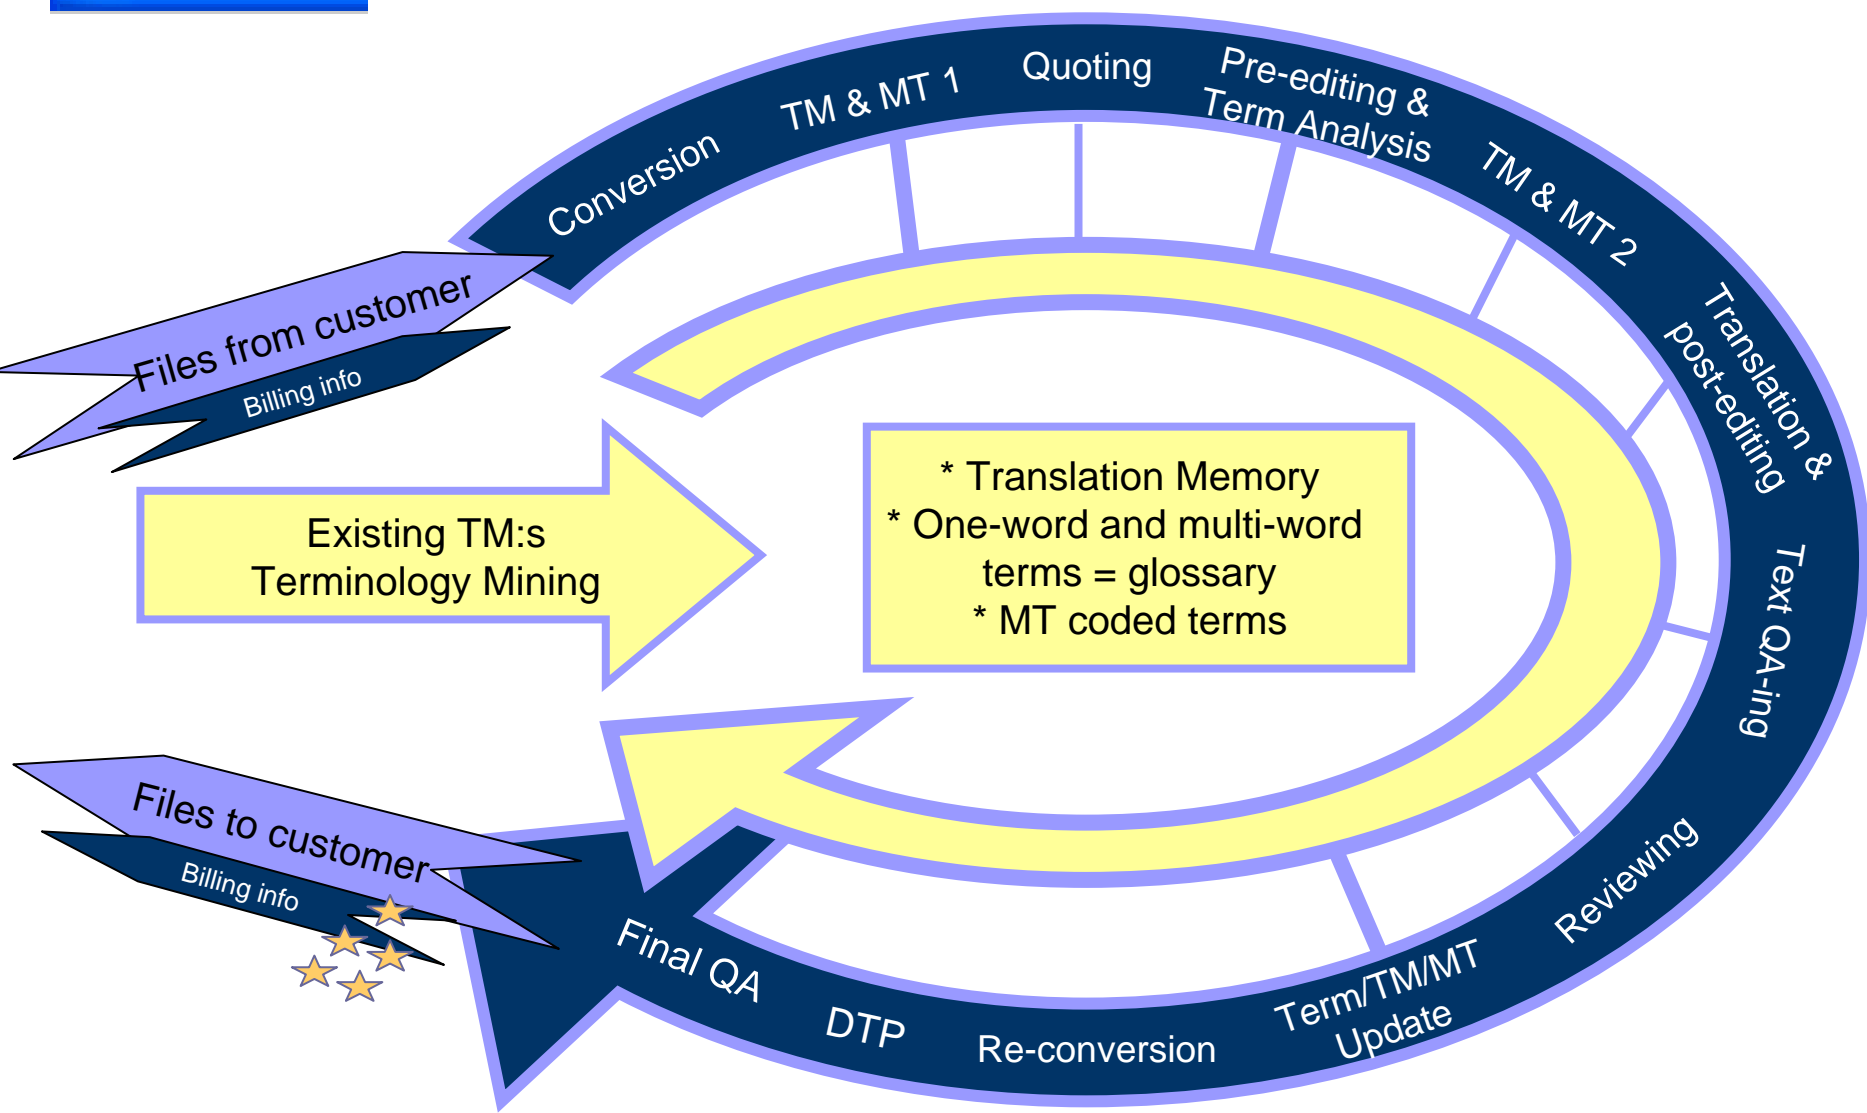 Quoting
TM & MT 1
Pre-editing &
Term Analysis
Conversion
TM & MT 2
Translation &
post-editing
Files from customer
Billing info
* Translation Memory
* One-word and multi-word
terms = glossary
* MT coded terms
Existing TM:s
Terminology Mining
Text QA-ing
Reviewing
Files to customer
Billing info
Final QA
DTP
Re-conversion
Term/TM/MT
Update